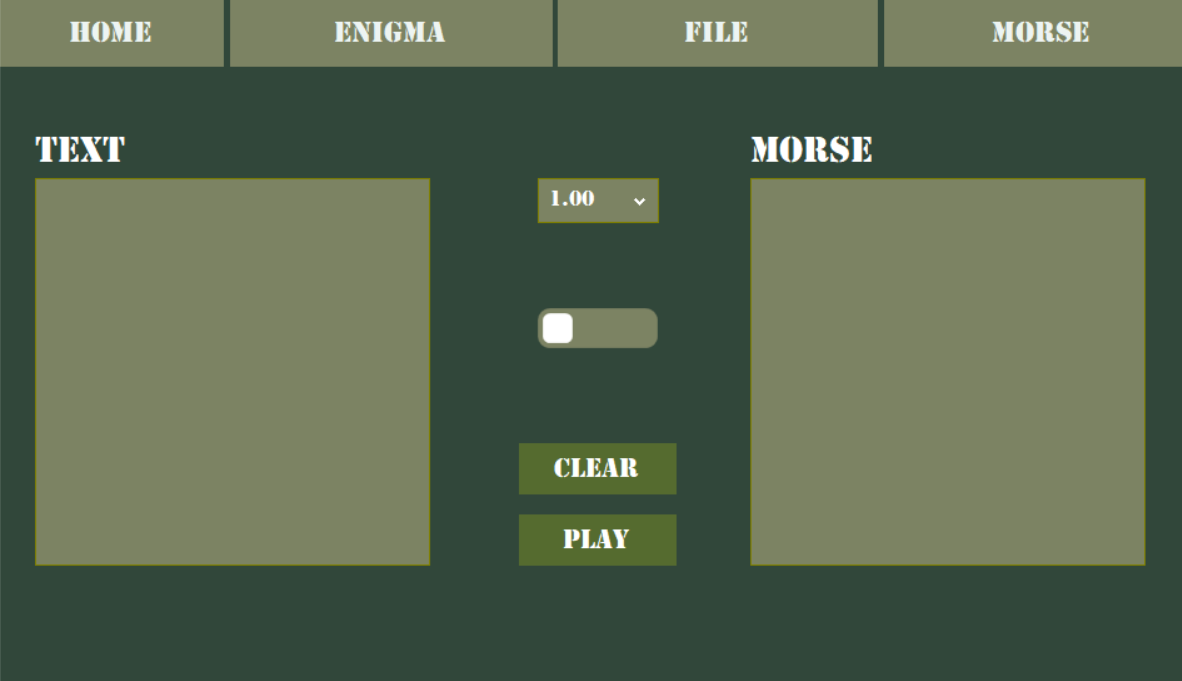 HOME
ENIGMA
FILE
MORSE
TEXT
MORSE
1.00
CLEAR
PLAY